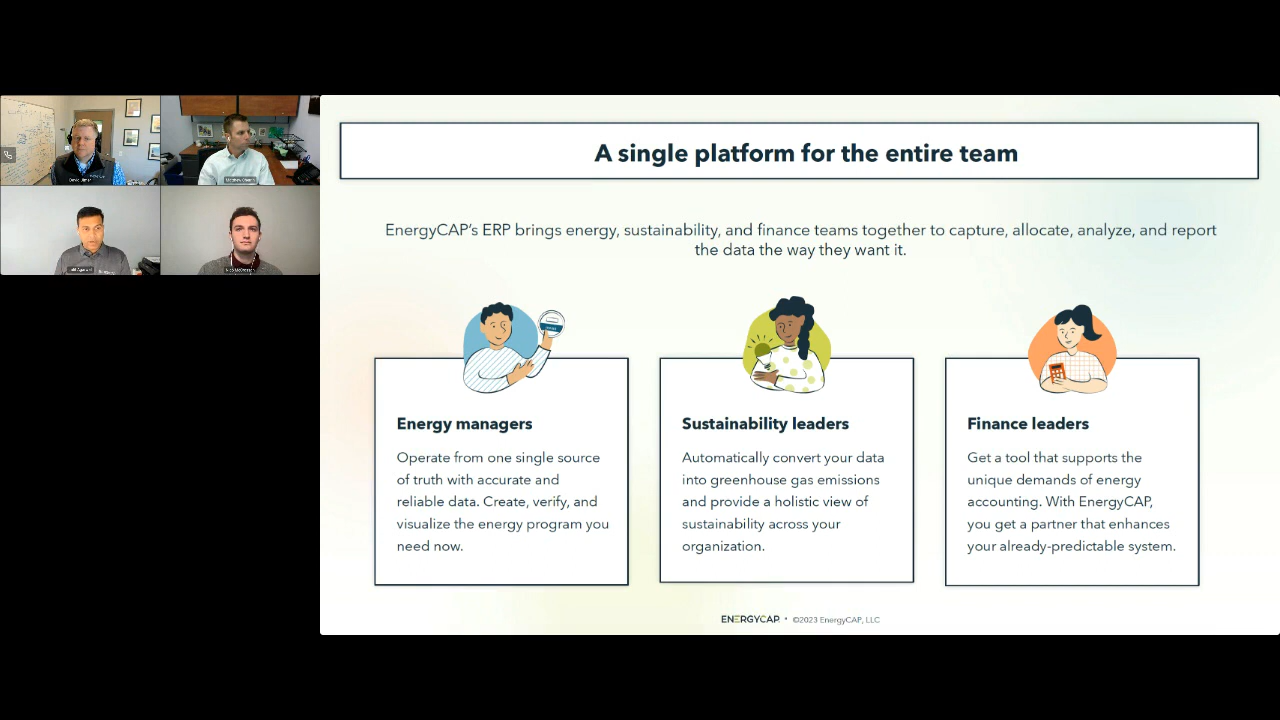 A single platform for the entire team
EnergyCAP's ERP brings energy, sustainability, and finance teams together to capture, allocate, analyze, and report
the data the way they want it.
Energy managers
Operate from one single source
of truth with accurate and
reliable data. Create, verify, and
visualize the energy program you
need now.
Sustainability leaders
Automatically convert your data
into greenhouse gas emissions
and provide a holistic view of
sustainability across your
organization.
Finance leaders
Get a tool that supports the
unique demands of energy
accounting. With EnergyCAP,
you get a partner that enhances
your already-predictable system.
ENERGYCAP. • ©2023 EnergyCAP, LLC